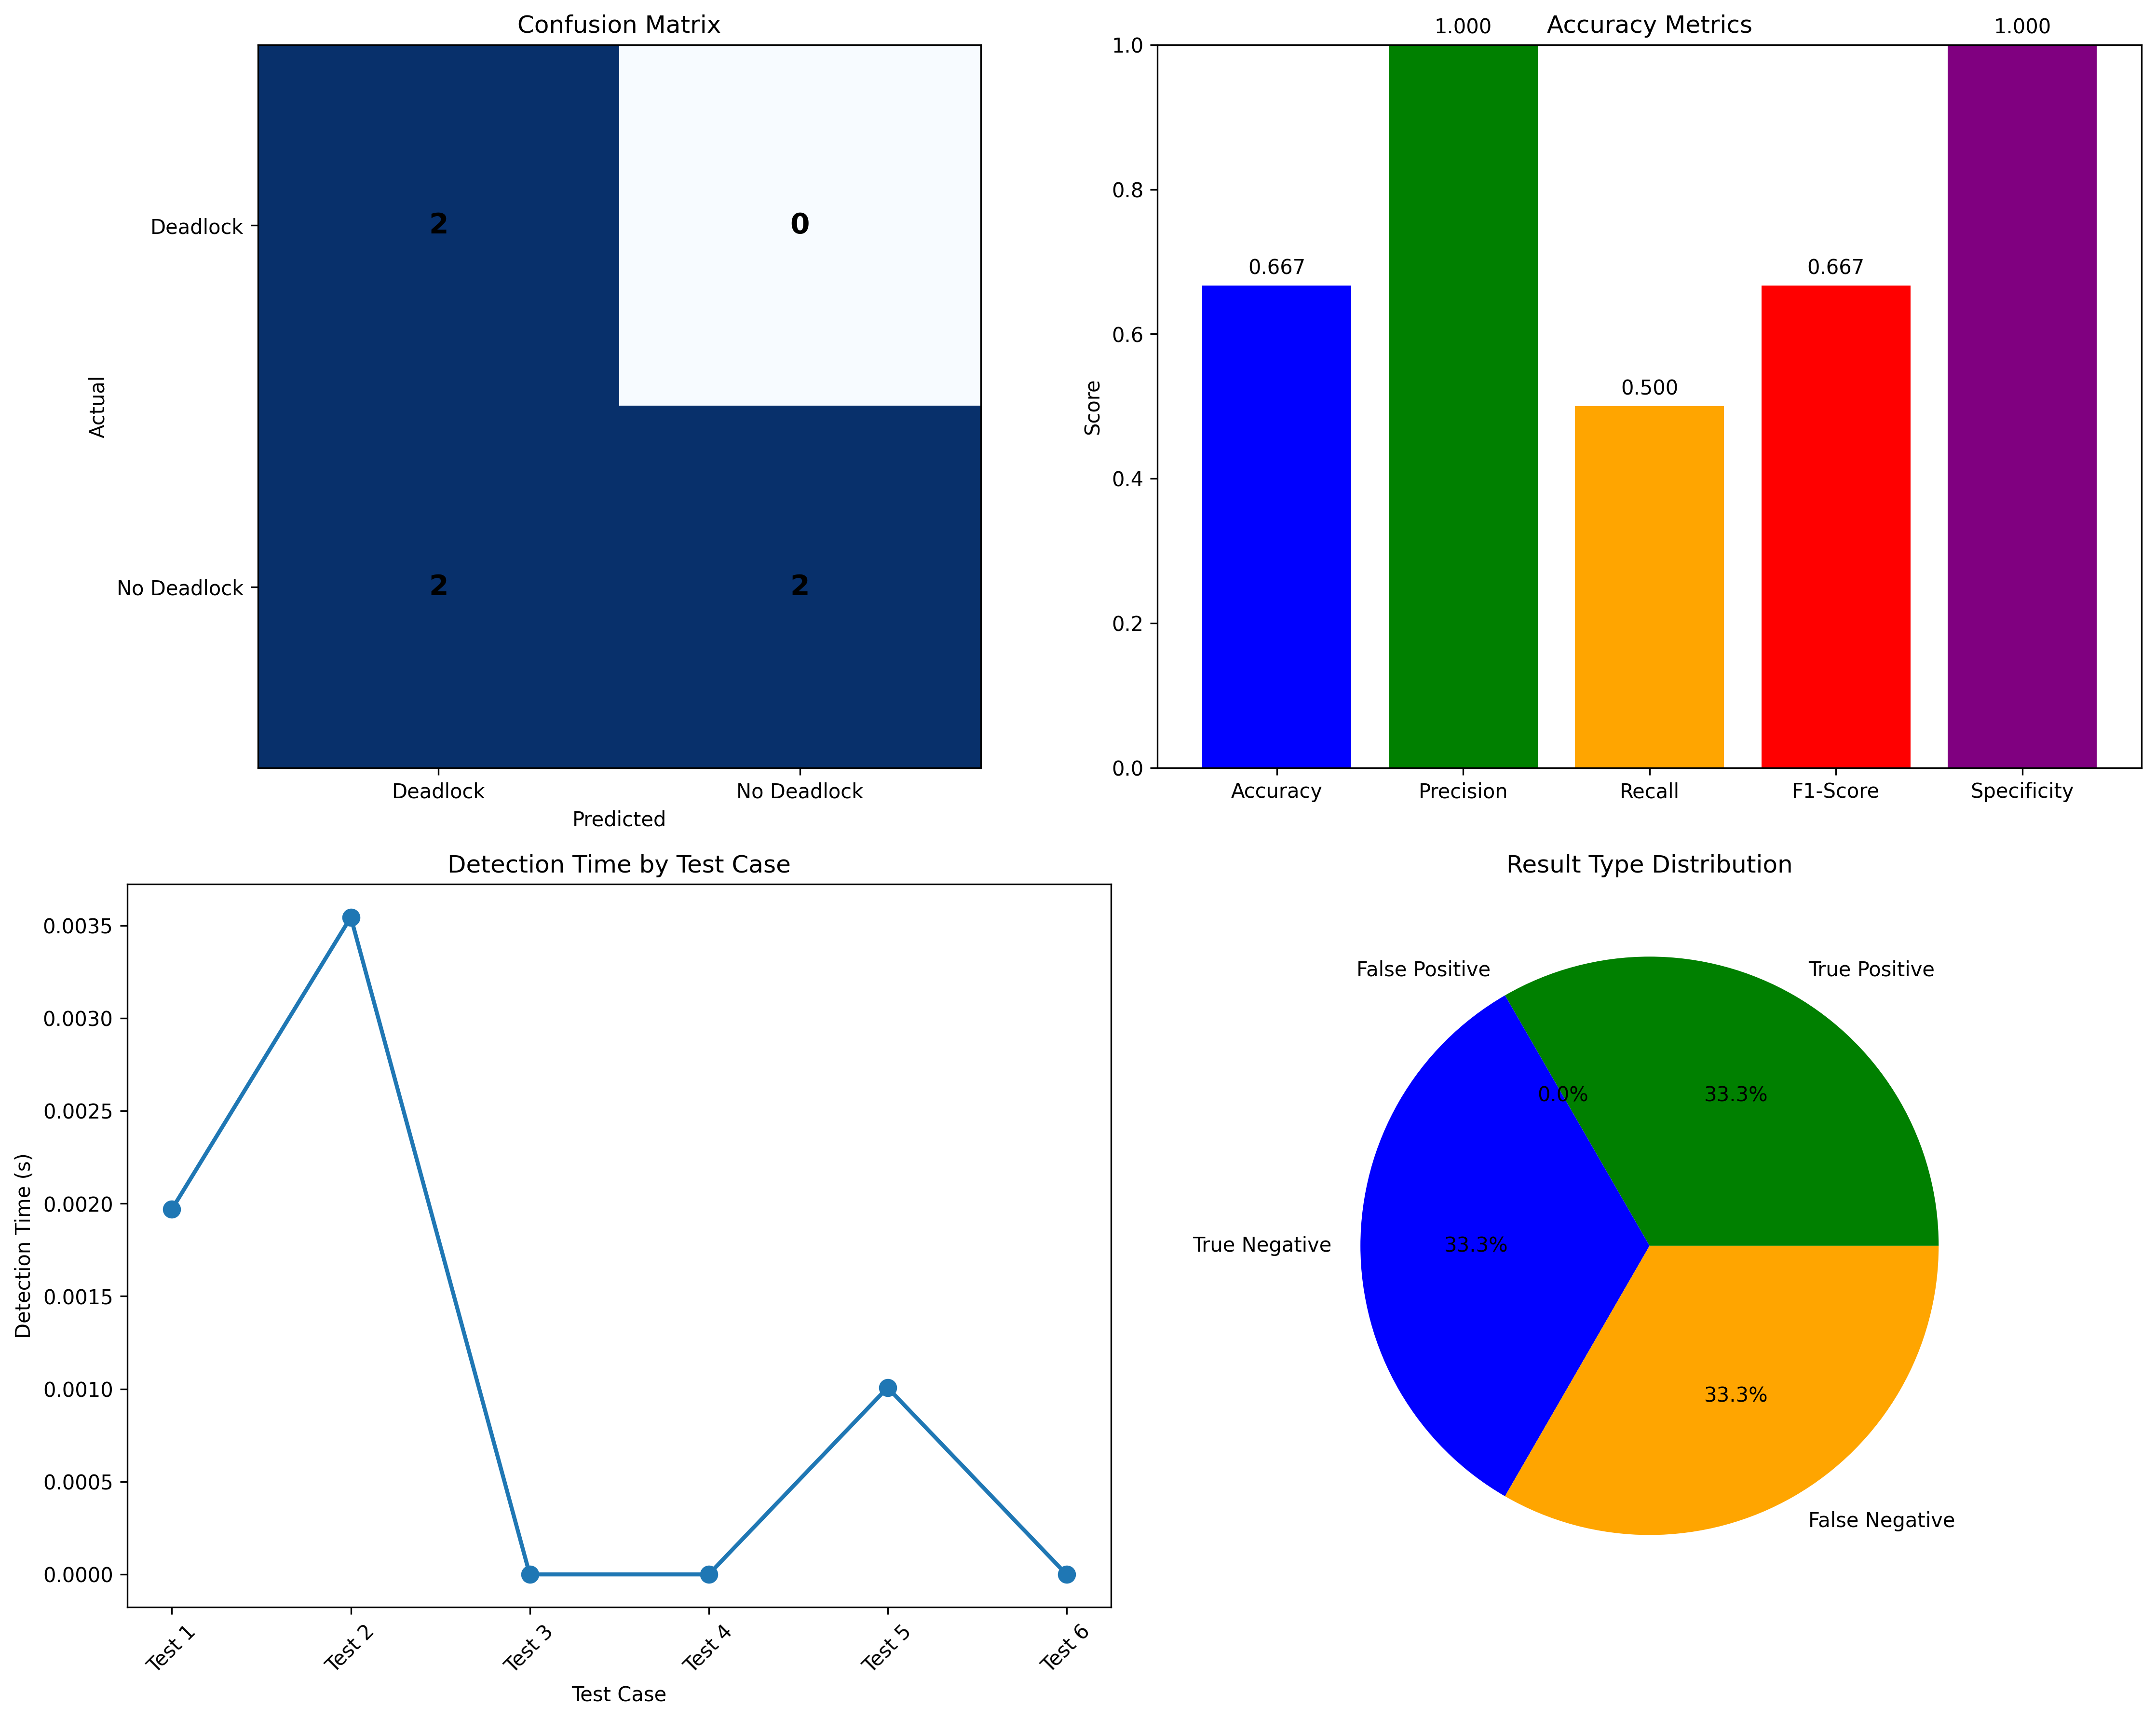 Confusion Matrix
Deadlock
No Deadlock
Actual
2
0
2
2
Deadlock
No Deadlock
Predicted
Accuracy Metrics
1.0
0.8
0.6
0.4
0.2
0.0
Score
0.667
1.000
0.500
0.667
1.000
Accuracy
Precision
Recall
F1-Score
Specificity
Detection Time by Test Case
0.0035
0.0030
0.0025
0.0020
0.0015
0.0010
0.0005
0.0000
Detection Time (s)
Test 1
Test 2
Test 3
Test 4
Test 5
Test 6
Test Case
Result Type Distribution
False Positive
True Positive
0.0%
33.3%
True Negative
33.3%
33.3%
False Negative